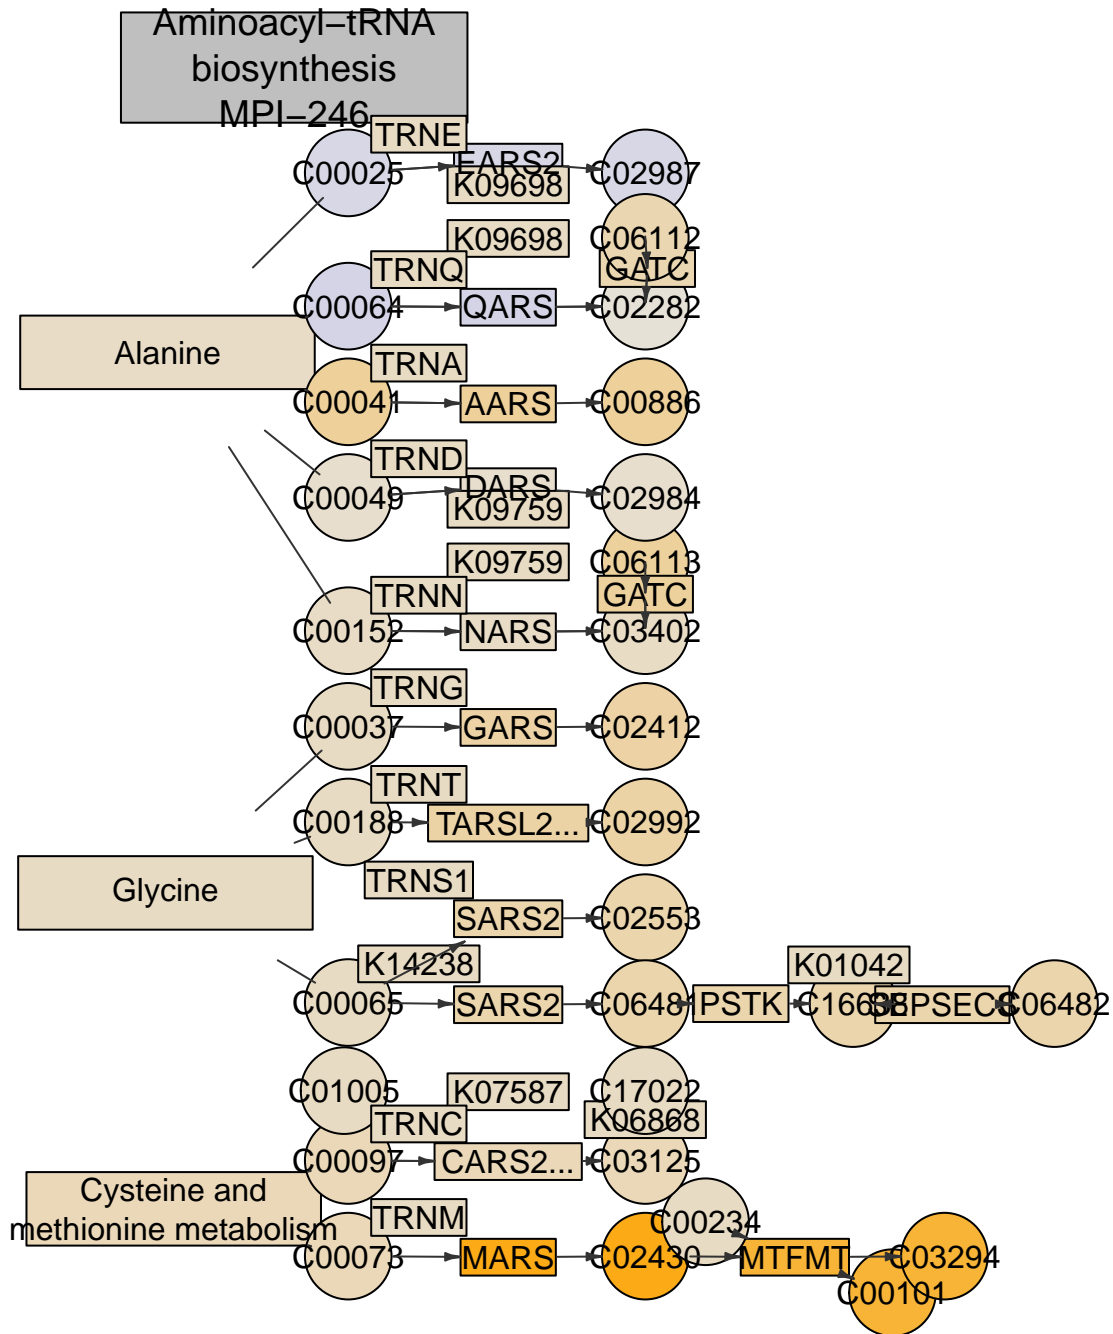 Aminoacyl−tRNA
biosynthesis
MPI−246
TRNE
C00025
EARS2
K09698
C02987
K09698
C06112
TRNQ
GATC
C00064
QARS
C02282
Alanine
TRNA
C00041
AARS
C00886
TRND
C00049
DARS
K09759
C02984
K09759
C06113
TRNN
GATC
C00152
NARS
C03402
TRNG
C00037
GARS
C02412
TRNT
C00188
TARSL2...
C02992
TRNS1
Glycine
SARS2
C02553
K14238
K01042
C00065
SARS2
C06481
PSTK
C16638
SEPSECS
C06482
C01005
K07587
C17022
TRNC
K06868
C00097
CARS2...
C03125
Cysteine and
methionine metabolism
TRNM
C00234
C00073
MARS
C02430
MTFMT
C03294
C00101